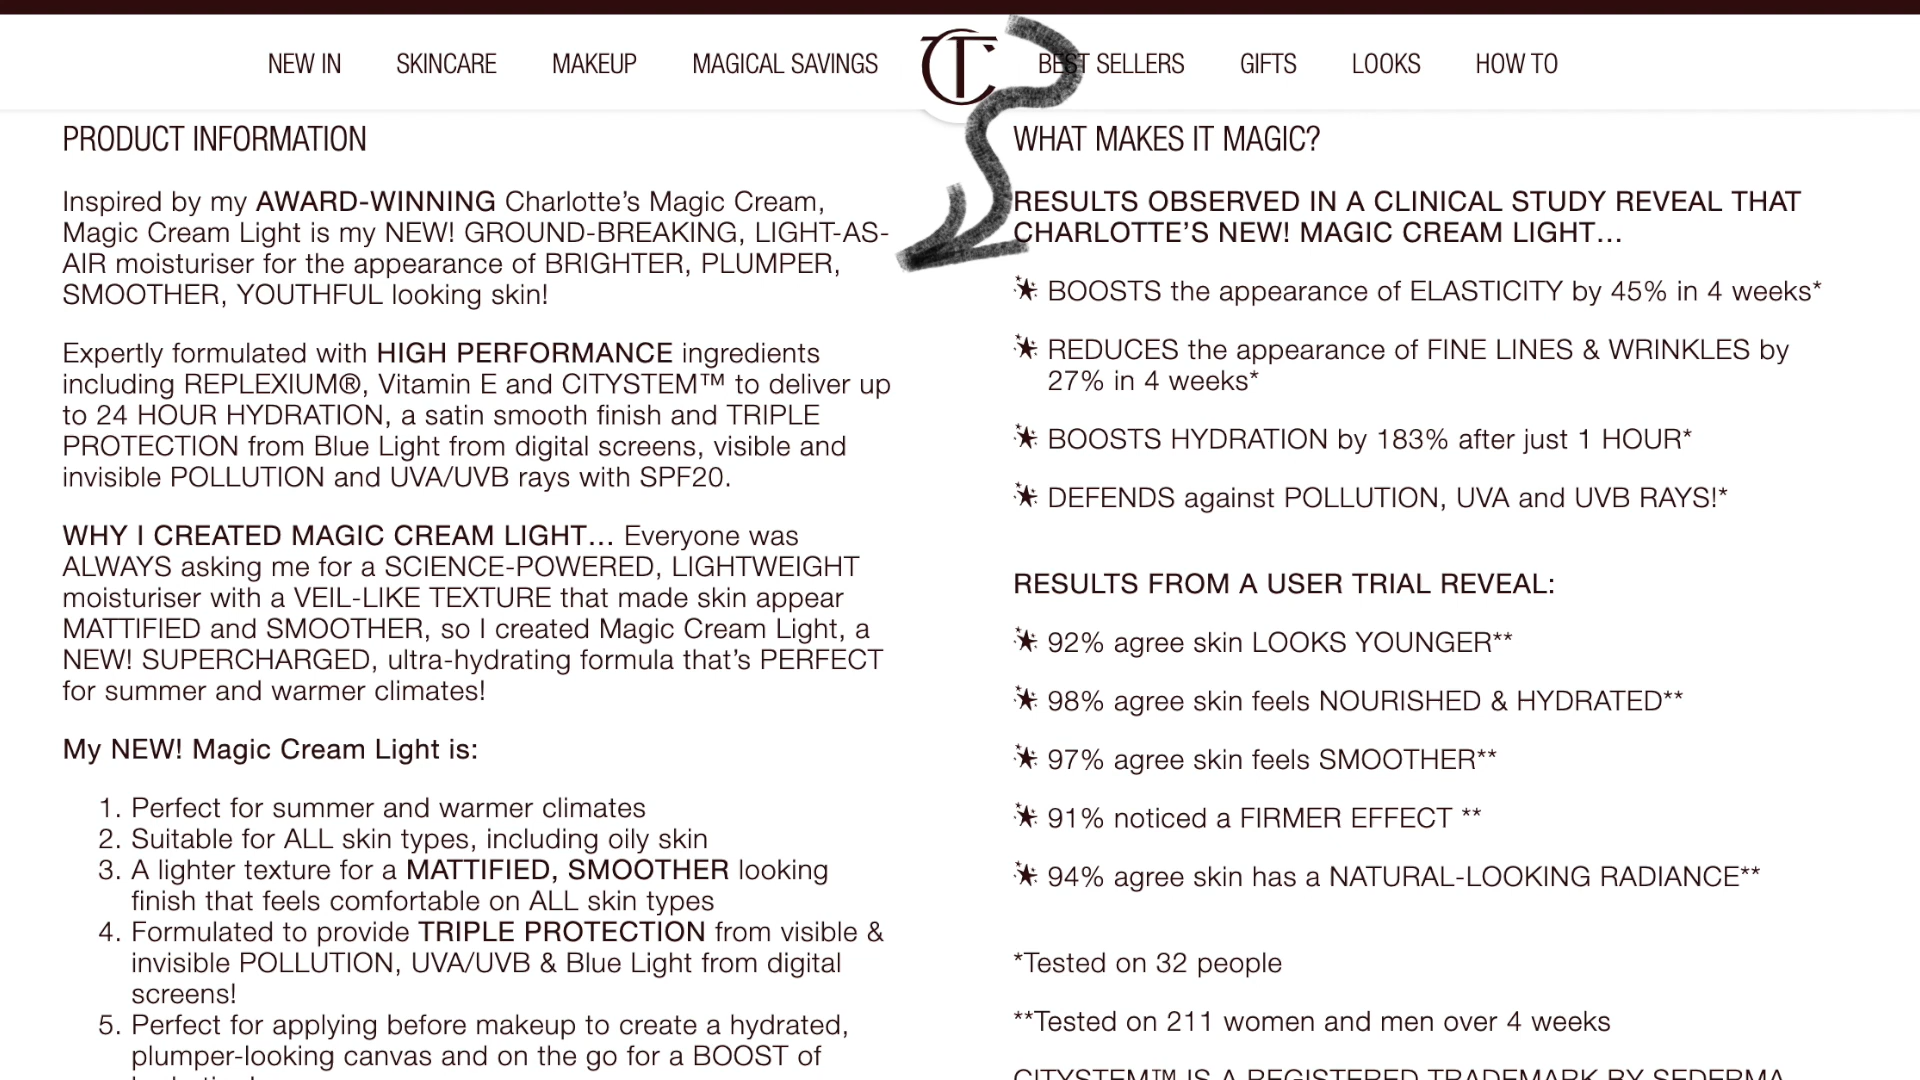 NEW IN SKINCARE MAKEUP MAGICAL SAVINGS BEST SELLERS GIFTS LOOKS HOW TO
PRODUCT INFORMATION
Inspired by my AWARD-WINNING Charlotte’s Magic Cream,
Magic Cream Light is my NEW! GROUND-BREAKING, LIGHT-AS-
AIR moisturiser for the appearance of BRIGHTER, PLUMPER,
SMOOTHER, YOUTHFUL looking skin!
Expertly formulated with HIGH PERFORMANCE ingredients
including REPLEXIUM®, Vitamin E and CITYSTEM™ to deliver up
to 24 HOUR HYDRATION, a satin smooth finish and TRIPLE
PROTECTION from Blue Light from digital screens, visible and
invisible POLLUTION and UVA/UVB rays with SPF20.
WHY I CREATED MAGIC CREAM LIGHT… Everyone was
ALWAYS asking me for a SCIENCE-POWERED, LIGHTWEIGHT
moisturiser with a VEIL-LIKE TEXTURE that made skin appear
MATTIFIED and SMOOTHER, so I created Magic Cream Light, a
NEW! SUPERCHARGED, ultra-hydrating formula that’s PERFECT
for summer and warmer climates!
My NEW! Magic Cream Light is:
1. Perfect for summer and warmer climates
2. Suitable for ALL skin types, including oily skin
3. A lighter texture for a MATTIFIED, SMOOTHER looking
finish that feels comfortable on ALL skin types
4. Formulated to provide TRIPLE PROTECTION from visible &
invisible POLLUTION, UVA/UVB & Blue Light from digital
screens!
5. Perfect for applying before makeup to create a hydrated,
plumper-looking canvas and on the go for a BOOST of
WHAT MAKES IT MAGIC?
RESULTS OBSERVED IN A CLINICAL STUDY REVEAL THAT
CHARLOTTE’S NEW! MAGIC CREAM LIGHT…
BOOSTS the appearance of ELASTICITY by 45% in 4 weeks*
REDUCES the appearance of FINE LINES & WRINKLES by
27% in 4 weeks*
BOOSTS HYDRATION by 183% after just 1 HOUR*
DEFENDS against POLLUTION, UVA and UVB RAYS!*
RESULTS FROM A USER TRIAL REVEAL:
92% agree skin LOOKS YOUNGER**
98% agree skin feels NOURISHED & HYDRATED**
97% agree skin feels SMOOTHER**
91% noticed a FIRMER EFFECT **
94% agree skin has a NATURAL-LOOKING RADIANCE**
*Tested on 32 people
**Tested on 211 women and men over 4 weeks
CITYSTEM™ IS A REGISTERED TRADEMARK BY SEDERMA